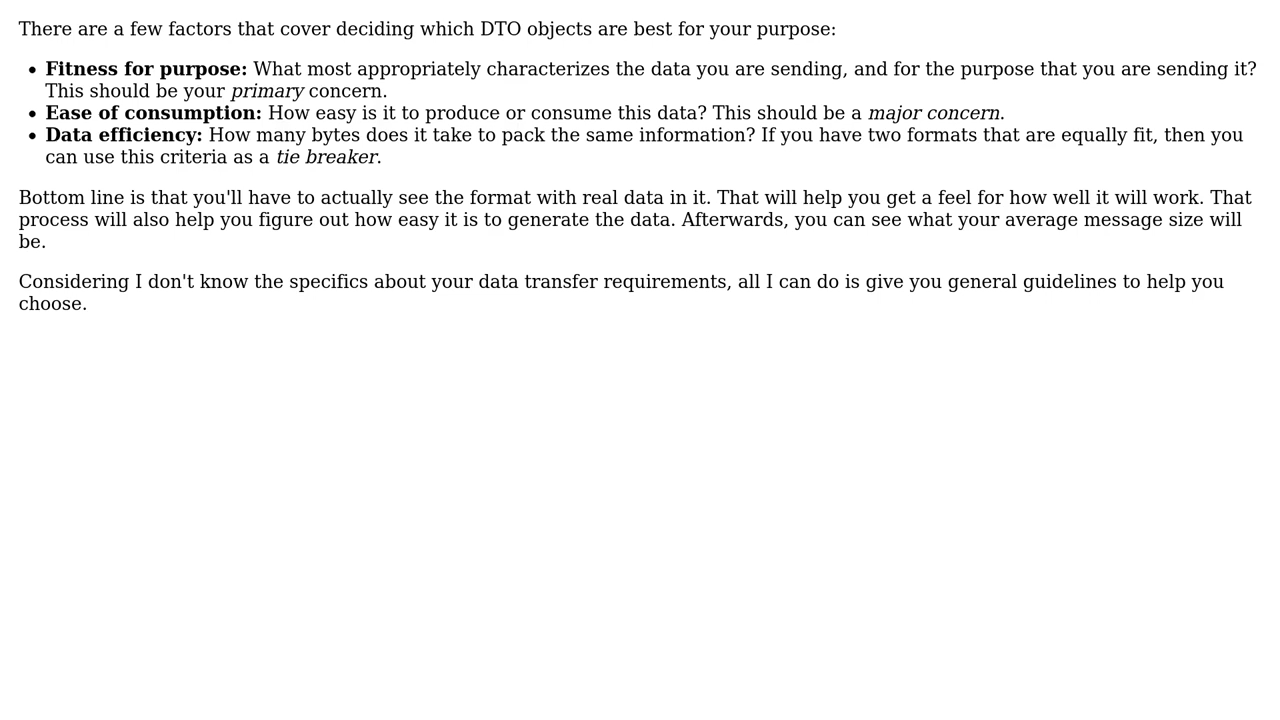 There are a few factors that cover deciding which DTO objects are best for your purpose:
• Fitness for purpose: What most appropriately characterizes the data you are sending, and for the purpose that you are sending it?
This should be your primary concern.
• Ease of consumption: How easy is it to produce or consume this data? This should be a major concern.
• Data efficiency: How many bytes does it take to pack the same information? If you have two formats that are equally fit, then you
can use this criteria as a tie breaker.
Bottom line is that you'll have to actually see the format with real data in it. That will help you get a feel for how well it will work. That
process will also help you figure out how easy it is to generate the data. Afterwards, you can see what your average message size will
be.
Considering I don't know the specifics about your data transfer requirements, all I can do is give you general guidelines to help you
choose.